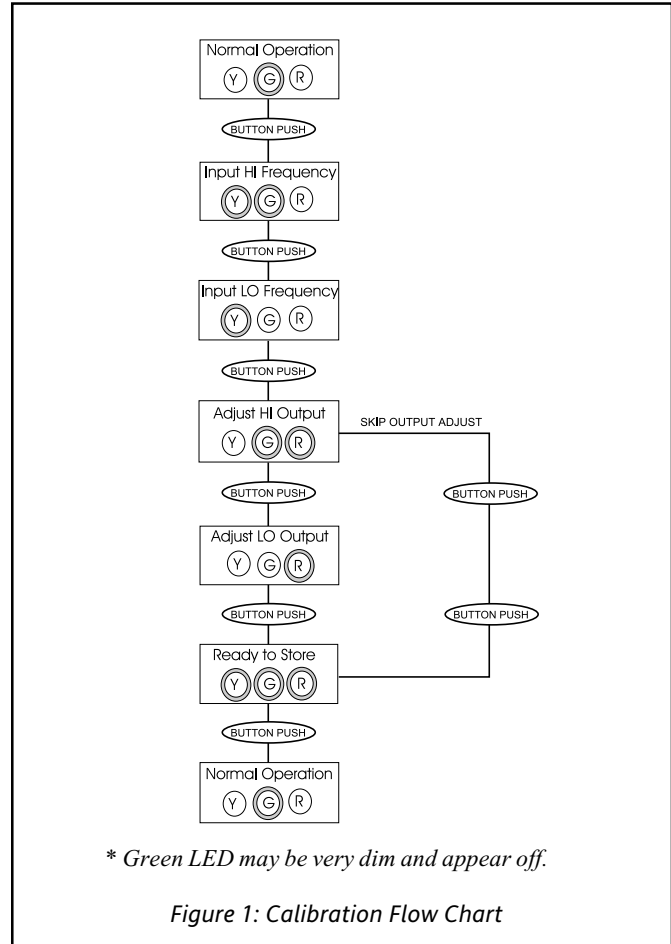 Normal Operation
Y G R
BUTTON PUSH
Input HI Frequency
Y G R
BUTTON PUSH
Input LO Frequency
Y G R
BUTTON PUSH
Adjust HI Output
Y G R
SKIP OUTPUT ADJUST
BUTTON PUSH
BUTTON PUSH
Adjust LO Output
Y G R
BUTTON PUSH
BUTTON PUSH
Ready to Store
Y G R
BUTTON PUSH
Normal Operation
Y G R
* Green LED may be very dim and appear off.
Figure 1: Calibration Flow Chart